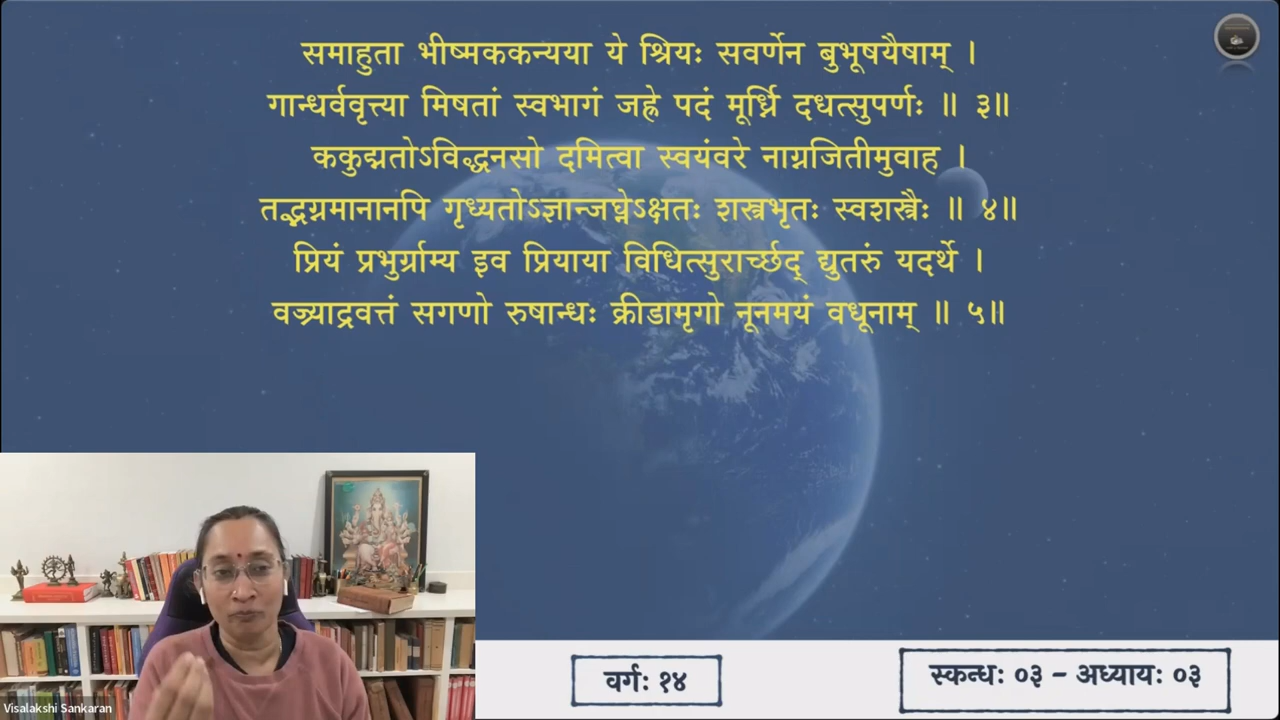 समाहुता भीष्मककन्यया ये श्रियः सवर्णेन बुभूषयैषाम् ।
गान्धर्ववृत्त्या मिषतां स्वभागं जह्रे पदं मूर्ध्नि दधत्सुपर्णः ॥ ३॥
ककुद्मतोऽविद्धनसो दमित्वा स्वयंवरे नाग्नजितीमुवाह ।
तद्भग्नमानानपि गृध्यतोऽज्ञान्जघ्नेऽक्षतः शस्त्रभृतः स्वशस्त्रैः ॥ ४॥
प्रियं प्रभुर्ग्राम्य इव प्रियाया विधित्सुरार्च्छद् द्युतरुं यदर्थे ।
वज्र्याद्रवत्तं सगणो रुषान्धः क्रीडामृगो नूनमयं वधूनाम् ॥ ५॥
Visalakshi Sankaran
वर्गः १४
स्कन्धः ०३ - अध्यायः ०३